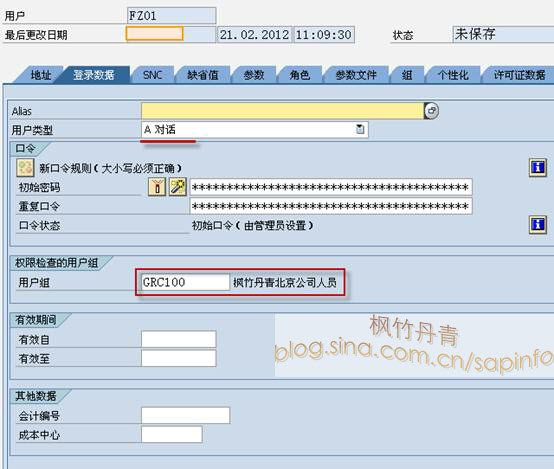 用户 FZ01
最后更改日期 21.02.2012 11:09:30 状态 未保存
地址 登录数据 SNC 缺省值 参数 角色 参数文件 组 个性化 许可证数据
Alias
用户类型 A 对话
口令
新口令规则(大小写必须正确)
初始密码 ****************************************
重复口令 ****************************************
口令状态 初始口令(由管理员设置)
权限检查的用户组
用户组 GRC100 枫竹丹青北京公司人员
枫竹丹青
blog.sina.com.cn/sapinfo
有效期间
有效自
有效至
其他数据
会计编号
成本中心